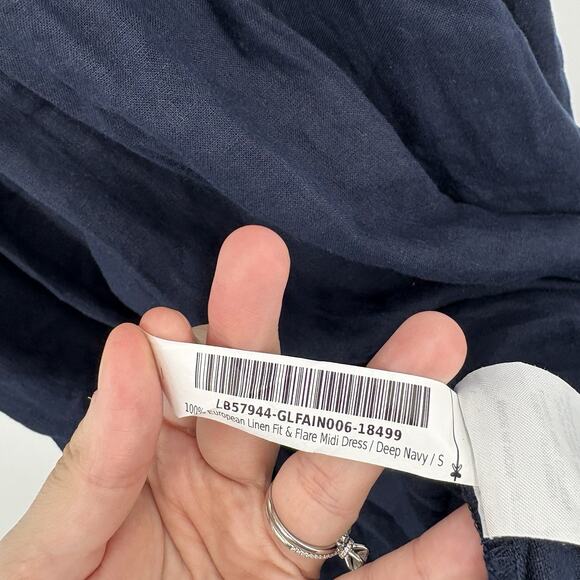 LB57944-GLFAIN006-18499
100% European Linen Fit & Flare Midi Dress / Deep Navy / S